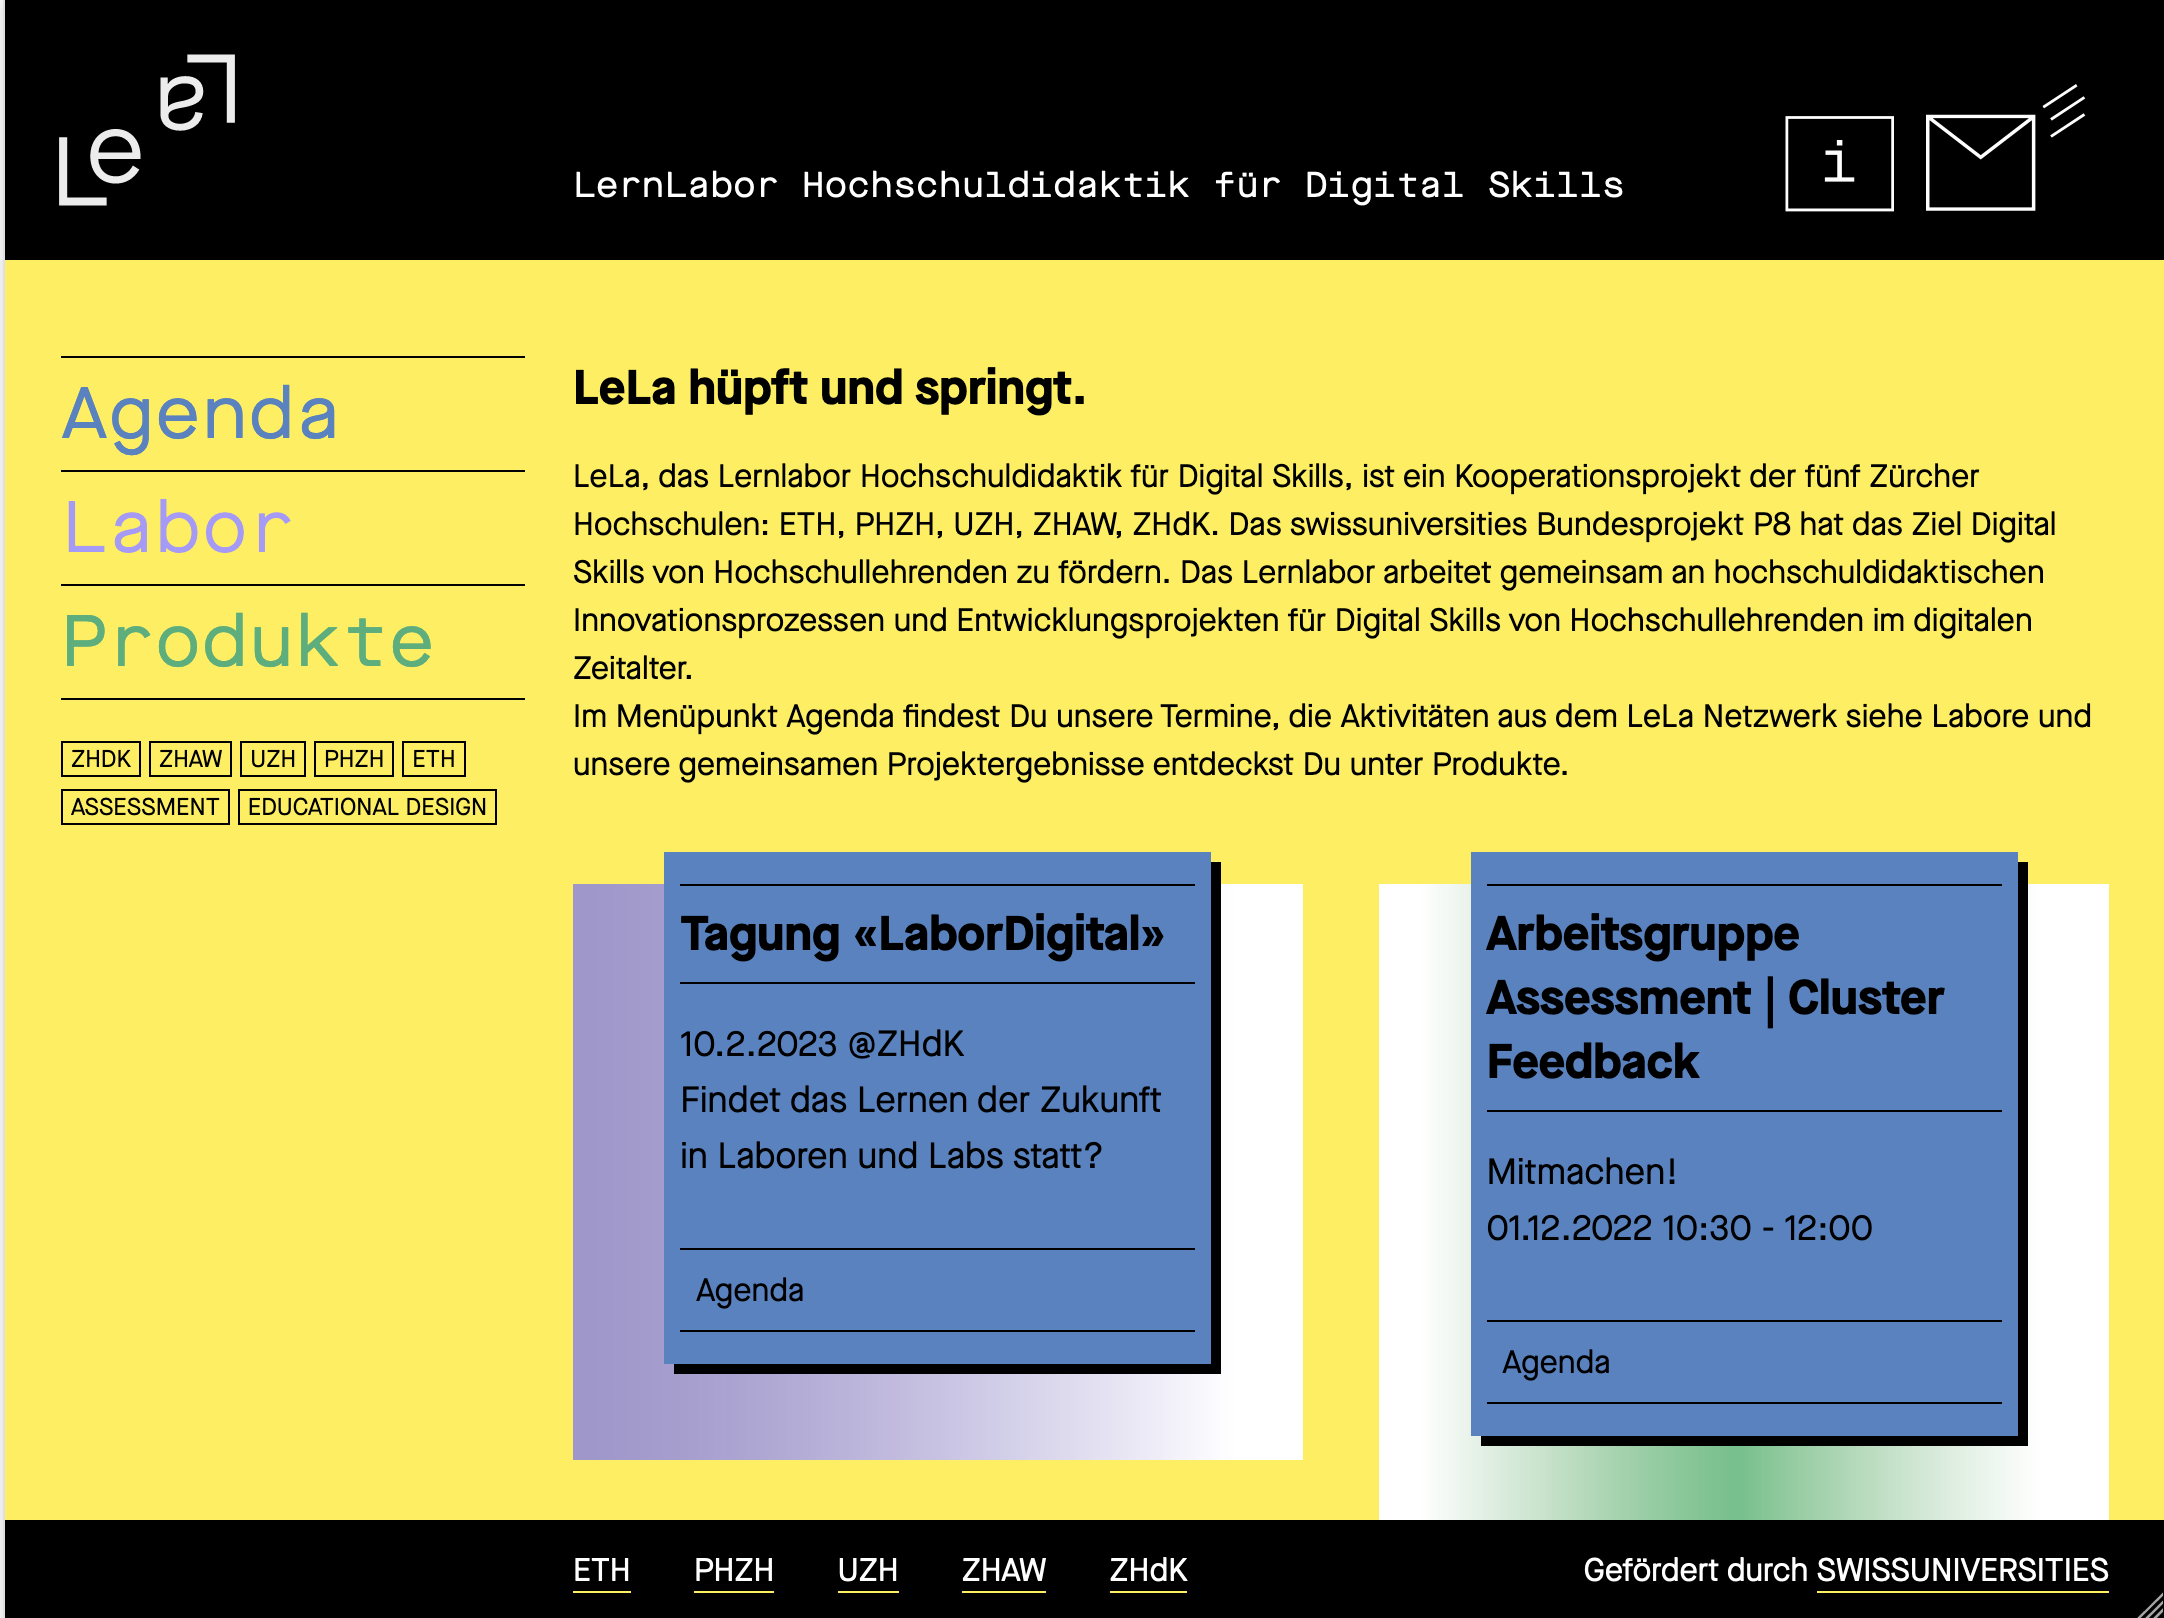 LeLa
LernLabor Hochschuldidaktik für Digital Skills
i
Agenda
Labor
Produkte
ZHDK ZHAW UZH PHZH ETH
ASSESSMENT EDUCATIONAL DESIGN
LeLa hüpft und springt.
LeLa, das Lernlabor Hochschuldidaktik für Digital Skills, ist ein Kooperationsprojekt der fünf Zürcher
Hochschulen: ETH, PHZH, UZH, ZHAW, ZHdK. Das swissuniversities Bundesprojekt P8 hat das Ziel Digital
Skills von Hochschullehrenden zu fördern. Das Lernlabor arbeitet gemeinsam an hochschuldidaktischen
Innovationsprozessen und Entwicklungsprojekten für Digital Skills von Hochschullehrenden im digitalen
Zeitalter.
Im Menüpunkt Agenda findest Du unsere Termine, die Aktivitäten aus dem LeLa Netzwerk siehe Labore und
unsere gemeinsamen Projektergebnisse entdeckst Du unter Produkte.
Tagung «LaborDigital»
10.2.2023 @ZHdK
Findet das Lernen der Zukunft
in Laboren und Labs statt?
Agenda
Arbeitsgruppe
Assessment | Cluster
Feedback
Mitmachen!
01.12.2022 10:30 - 12:00
Agenda
ETH PHZH UZH ZHAW ZHdK
Gefördert durch SWISSUNIVERSITIES